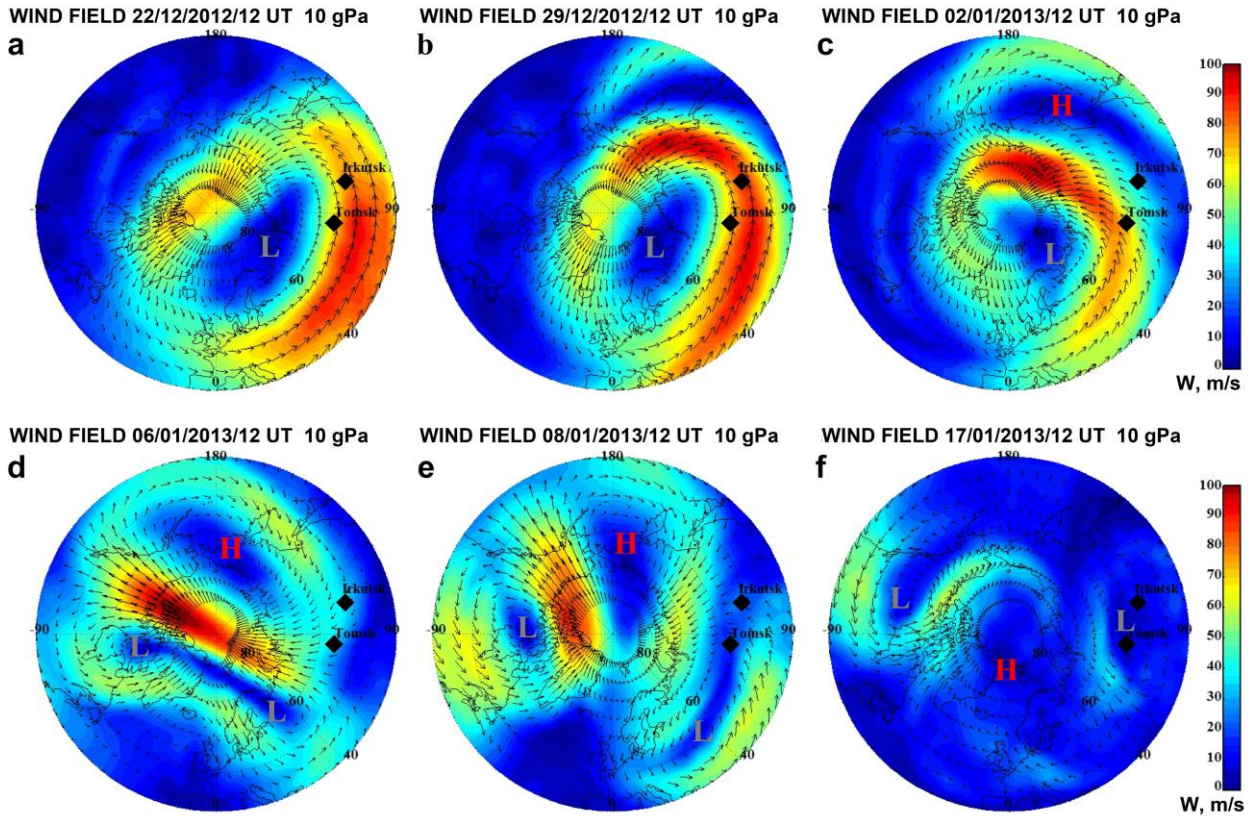 WIND FIELD 22/12/2012/12 UT 10 gPa
WIND FIELD 29/12/2012/12 UT 10 gPa
WIND FIELD 02/01/2013/12 UT 10 gPa
a
b
c
180
180
180
100
90
80
70
60
50
40
30
20
10
0
H
Irkutsk
Irkutsk
Irkutsk
-90
Tomsk
90
-90
Tomsk
90
-90
Tomsk
90
80
L
80
L
80
L
60
60
60
40
40
40
0
0
0
W, m/s
WIND FIELD 06/01/2013/12 UT 10 gPa
WIND FIELD 08/01/2013/12 UT 10 gPa
WIND FIELD 17/01/2013/12 UT 10 gPa
d
e
f
180
180
180
100
90
80
70
60
50
40
30
20
10
0
H
H
Irkutsk
Irkutsk
Irkutsk
L
L
-90
Tomsk
90
-90
Tomsk
90
-90
Tomsk
90
L
L
80
80
80
H
60
60
60
L
L
40
40
40
0
0
0
W, m/s